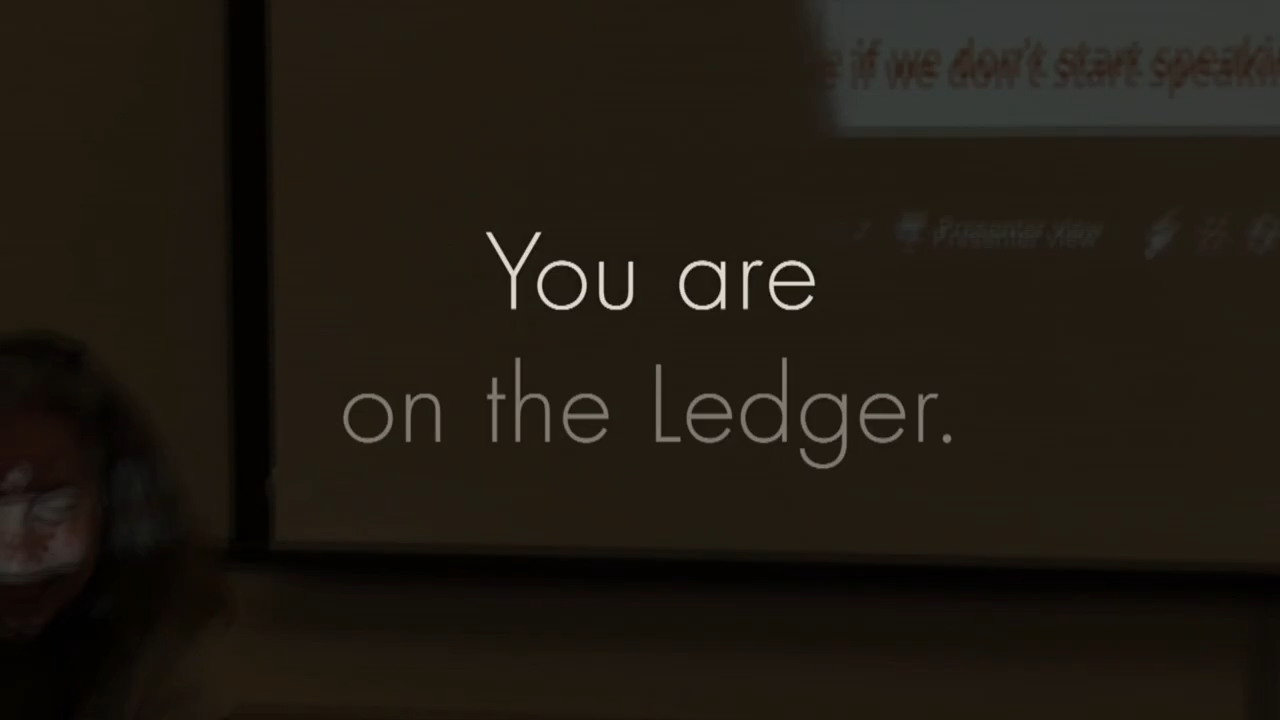 if we don't start speaki
Presenter view
You are
on the Ledger.